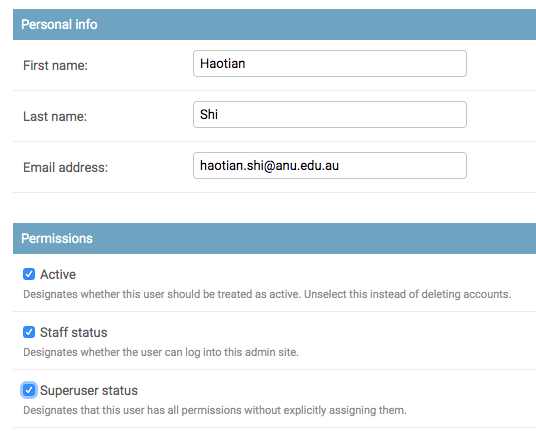 Personal info
First name:
Haotian
Last name:
Shi
Email address:
haotian.shi@anu.edu.au
Permissions
Active
Designates whether this user should be treated as active. Unselect this instead of deleting accounts.
Staff status
Designates whether the user can log into this admin site.
Superuser status
Designates that this user has all permissions without explicitly assigning them.